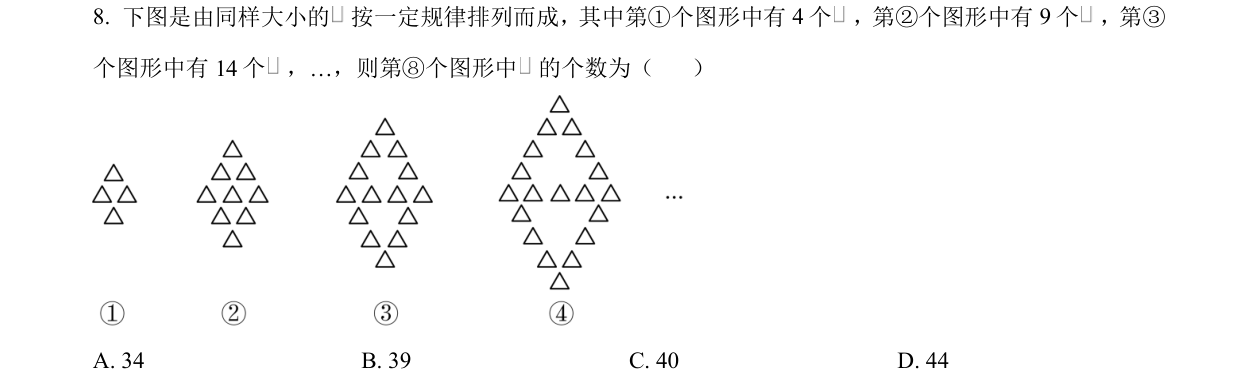 8. 下图是由同样大小的 按一定规律排列而成，其中第①个图形中有 4 个 ，第②个图形中有 9 个 ，第③
个图形中有 14 个 ，…，则第⑧个图形中 的个数为（ ）
...
① ② ③ ④
A. 34 B. 39 C. 40 D. 44